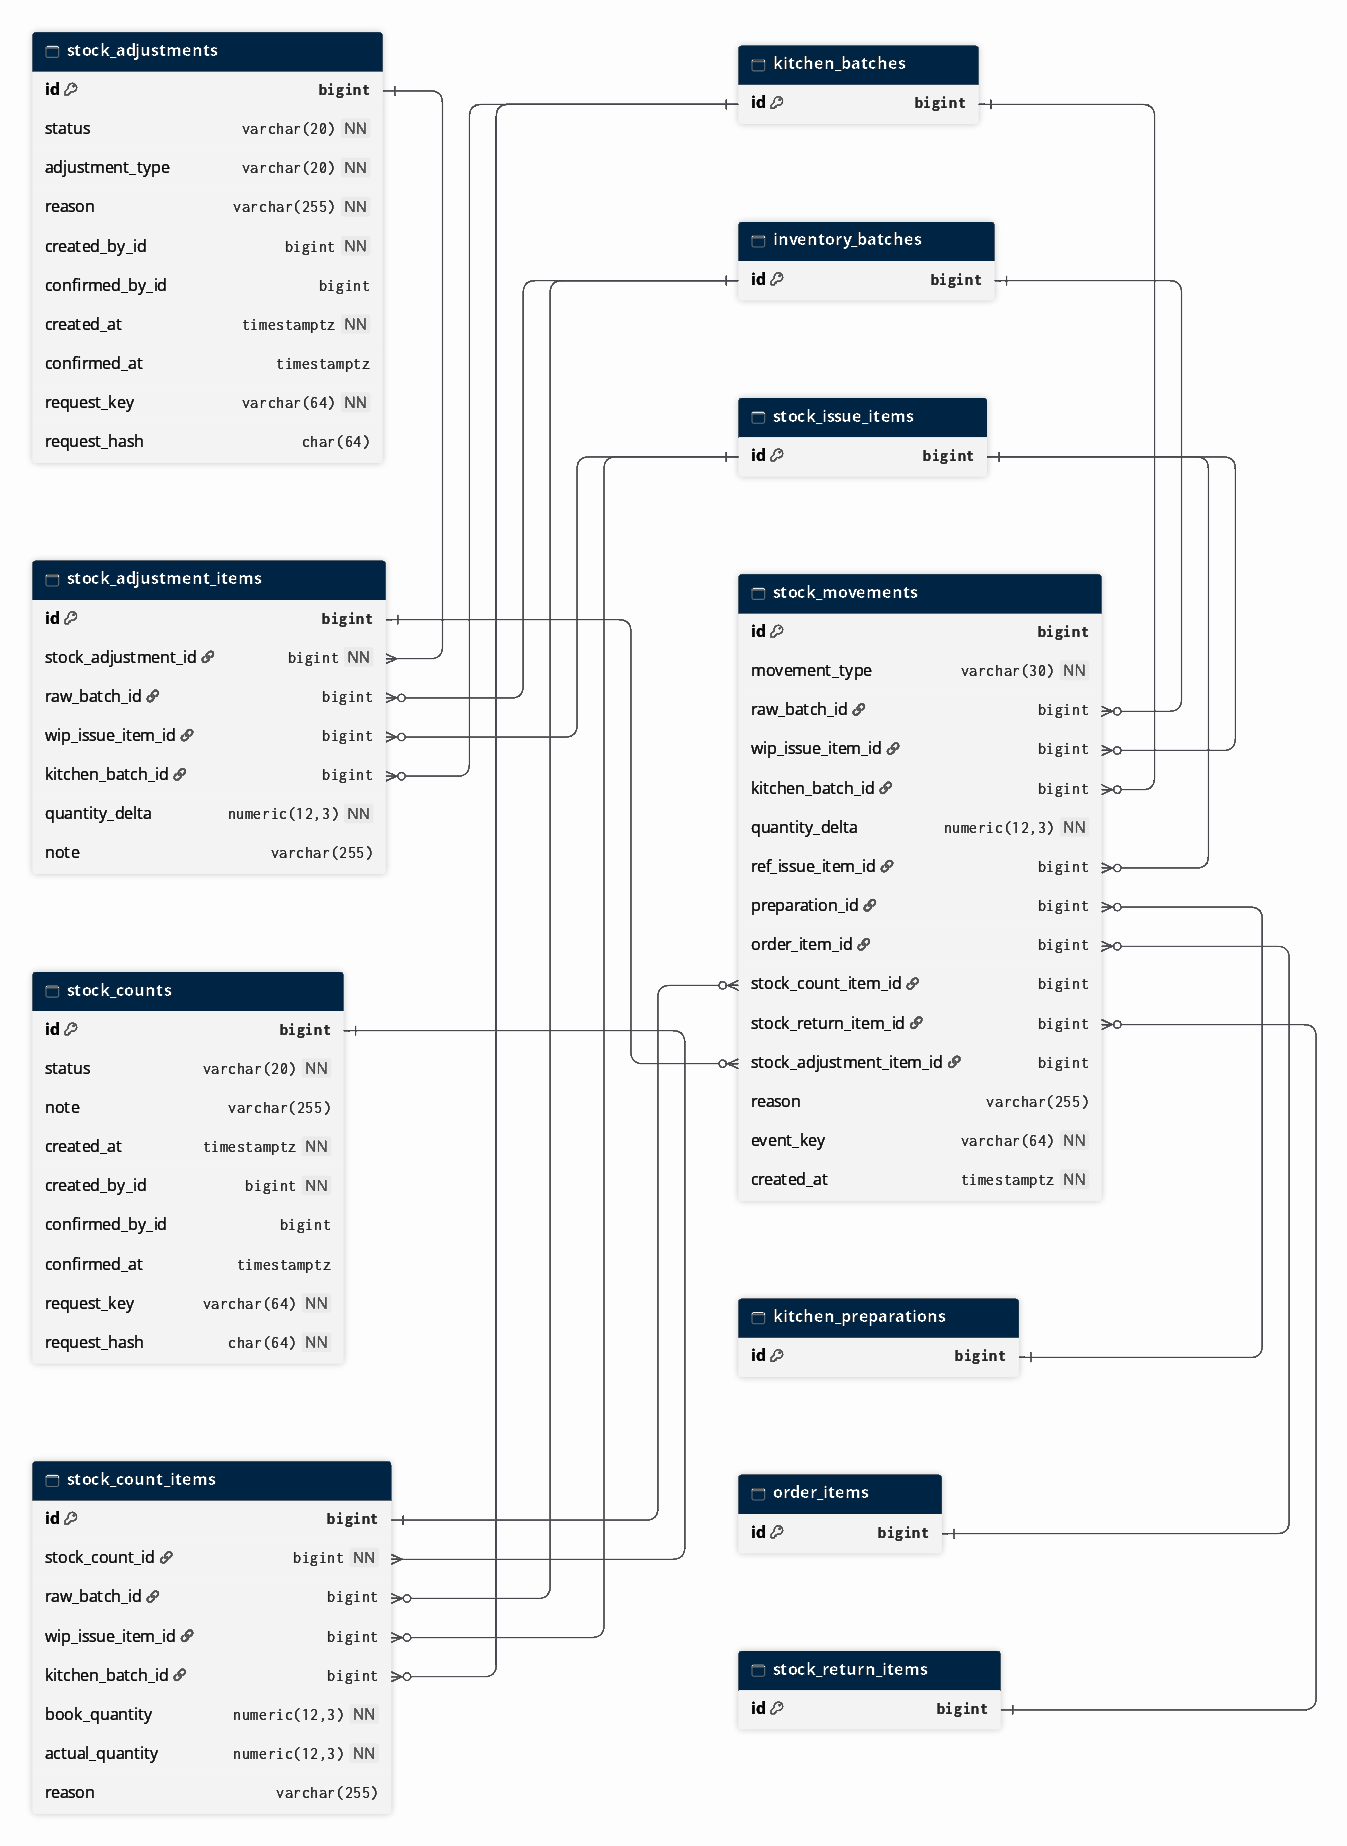 stock_adjustments
id bigint
status varchar(20) NN
adjustment_type varchar(20) NN
reason varchar(255) NN
created_by_id bigint NN
confirmed_by_id bigint
created_at timestamptz NN
confirmed_at timestamptz
request_key varchar(64) NN
request_hash char(64)
stock_adjustment_items
id bigint
stock_adjustment_id bigint NN
raw_batch_id bigint
wip_issue_item_id bigint
kitchen_batch_id bigint
quantity_delta numeric(12,3) NN
note varchar(255)
stock_counts
id bigint
status varchar(20) NN
note varchar(255)
created_at timestamptz NN
created_by_id bigint NN
confirmed_by_id bigint
confirmed_at timestamptz
request_key varchar(64) NN
request_hash char(64) NN
stock_count_items
id bigint
stock_count_id bigint NN
raw_batch_id bigint
wip_issue_item_id bigint
kitchen_batch_id bigint
book_quantity numeric(12,3) NN
actual_quantity numeric(12,3) NN
reason varchar(255)
kitchen_batches
id bigint
inventory_batches
id bigint
stock_issue_items
id bigint
stock_movements
id bigint
movement_type varchar(30) NN
raw_batch_id bigint
wip_issue_item_id bigint
kitchen_batch_id bigint
quantity_delta numeric(12,3) NN
ref_issue_item_id bigint
preparation_id bigint
order_item_id bigint
stock_count_item_id bigint
stock_return_item_id bigint
stock_adjustment_item_id bigint
reason varchar(255)
event_key varchar(64) NN
created_at timestamptz NN
kitchen_preparations
id bigint
order_items
id bigint
stock_return_items
id bigint